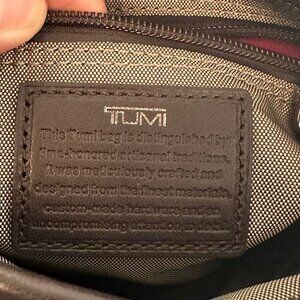 TUMI
This Tumi bag is distinguished by
time-honored artisanal traditions.
It was meticulously crafted and
designed from the finest materials,
custom-made hardware and an
uncompromising attention to detail.